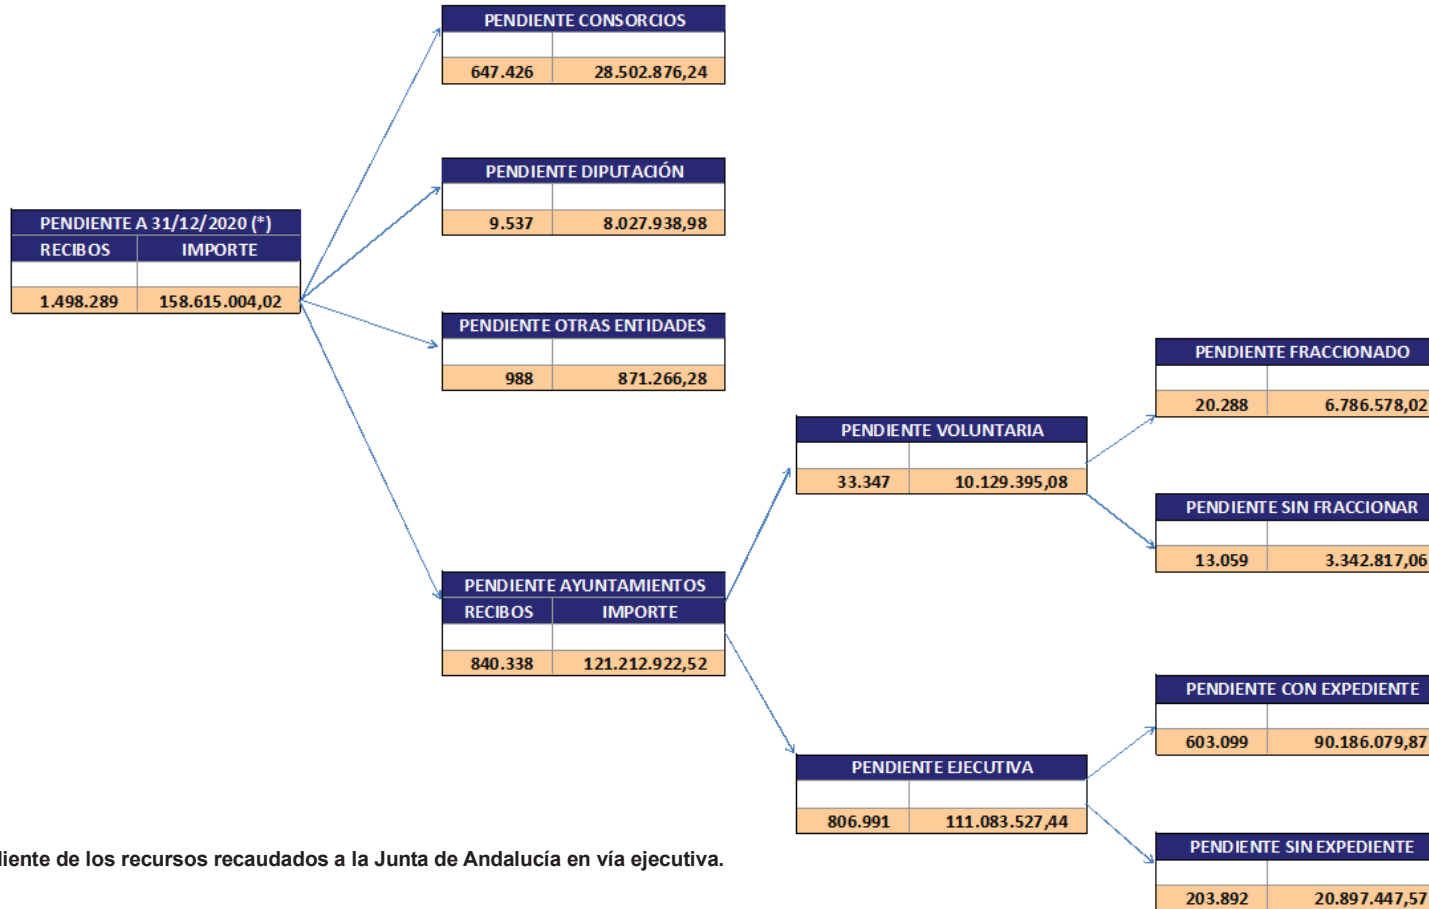 PENDIENTE CONSORCIOS
647.426 28.502.876,24
PENDIENTE DIPUTACIÓN
9.537 8.027.938,98
PENDIENTE A 31/12/2020 (*)
RECIBOS IMPORTE
1.498.289 158.615.004,02
PENDIENTE OTRAS ENTIDADES
988 871.266,28
PENDIENTE FRACCIONADO
20.288 6.786.578,02
PENDIENTE VOLUNTARIA
33.347 10.129.395,08
PENDIENTE SIN FRACCIONAR
13.059 3.342.817,06
PENDIENTE AYUNTAMIENTOS
RECIBOS IMPORTE
840.338 121.212.922,52
PENDIENTE CON EXPEDIENTE
603.099 90.186.079,87
PENDIENTE EJECUTIVA
806.991 111.083.527,44
PENDIENTE SIN EXPEDIENTE
203.892 20.897.447,57
diente de los recursos recaudados a la Junta de Andalucía en vía ejecutiva.